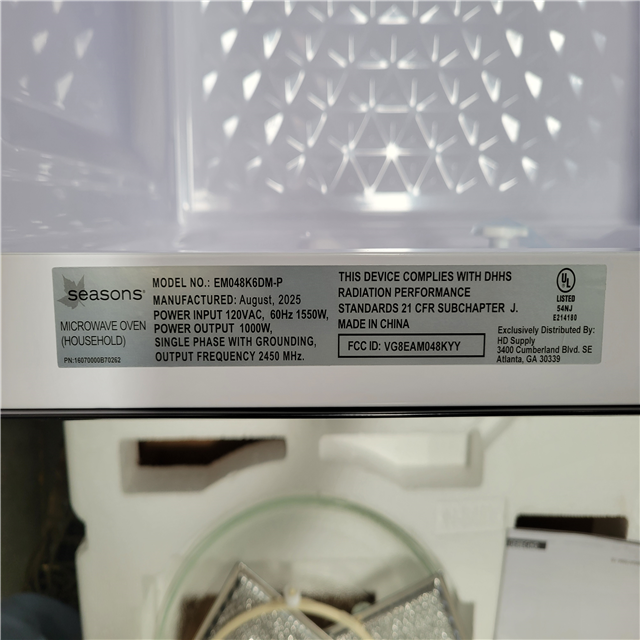 seasons
MICROWAVE OVEN
(HOUSEHOLD)
PN:16070000B70262
MODEL NO.: EM048K6DM-P
MANUFACTURED: August, 2025
POWER INPUT 120VAC, 60Hz 1550W,
POWER OUTPUT 1000W,
SINGLE PHASE WITH GROUNDING,
OUTPUT FREQUENCY 2450 MHz.
THIS DEVICE COMPLIES WITH DHHS
RADIATION PERFORMANCE
STANDARDS 21 CFR SUBCHAPTER J.
MADE IN CHINA
FCC ID: VG8EAM048KYY
UL
LISTED
54NJ
E214180
Exclusively Distributed By:
HD Supply
3400 Cumberland Blvd. SE
Atlanta, GA 30339